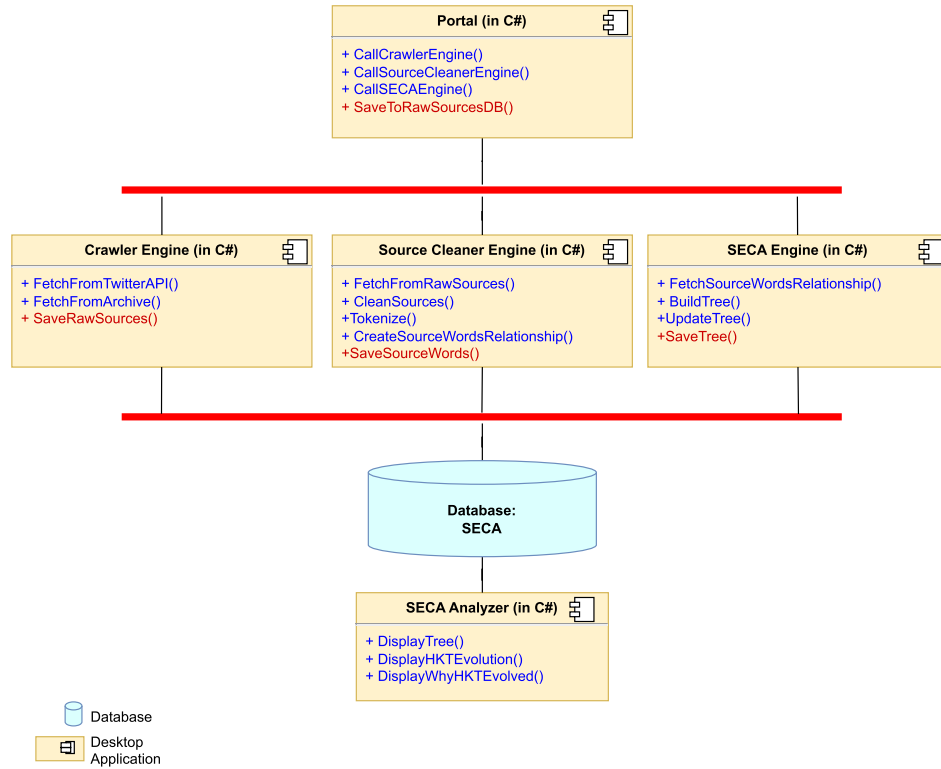 Portal (in C#)
+ CallCrawlerEngine()
+ CallSourceCleanerEngine()
+ CallSECAEngine()
+ SaveToRawSourcesDB()
Crawler Engine (in C#)
+ FetchFromTwitterAPI()
+ FetchFromArchive()
+ SaveRawSources()
Source Cleaner Engine (in C#)
+ FetchFromRawSources()
+ CleanSources()
+Tokenize()
+ CreateSourceWordsRelationship()
+SaveSourceWords()
SECA Engine (in C#)
+ FetchSourceWordsRelationship()
+ BuildTree()
+UpdateTree()
+SaveTree()
Database:
SECA
SECA Analyzer (in C#)
+ DisplayTree()
+ DisplayHKTEvolution()
+ DisplayWhyHKTEvolved()
Database
Desktop
Application